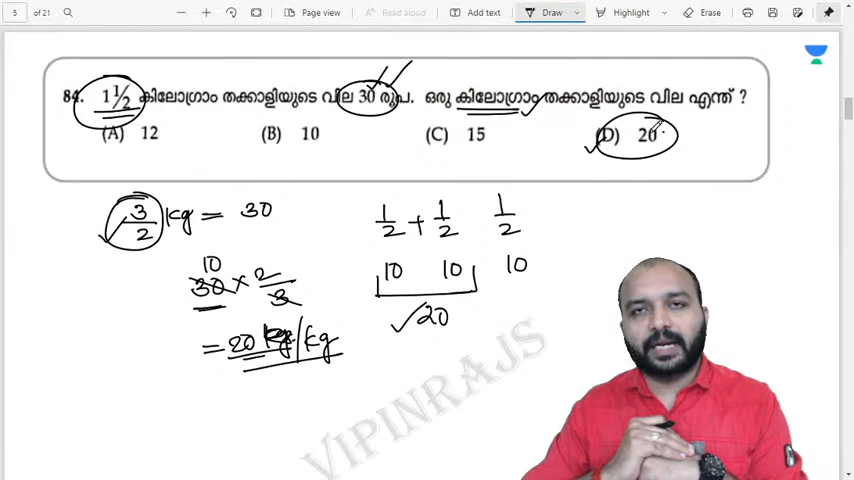 5 of 21 Page view Read aloud Add text Draw Highlight Erase
84. 1½ കിലോഗ്രാം തക്കാളിയുടെ വില 30 രൂപ. ഒരു കിലോഗ്രാം തക്കാളിയുടെ വില എന്ത് ?
(A) 12 (B) 10 (C) 15 (D) 20
3/2 kg = 30
1/2 + 1/2 1/2
10
30 × 2/3
10 10 10
20
= 20 kg/kg
VIPINRAJS